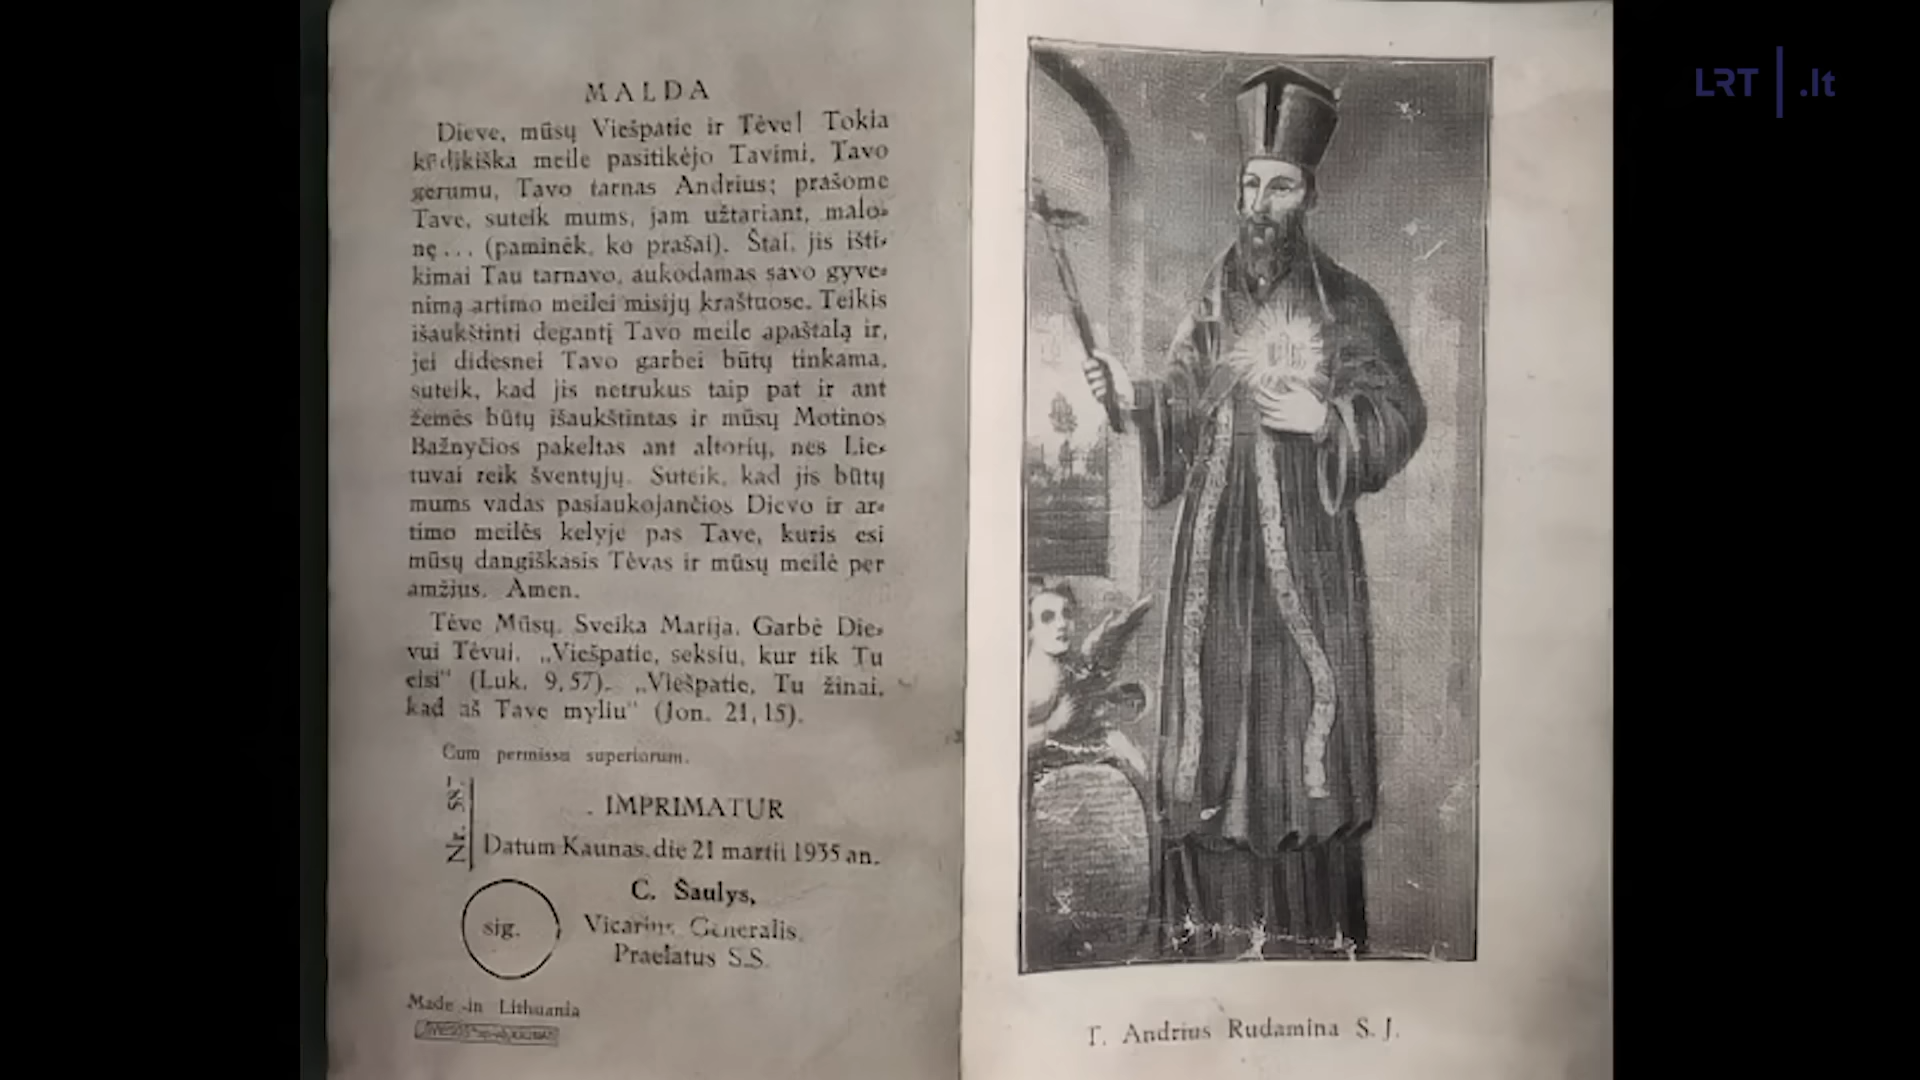 MALDA
Dieve, mūsų Viešpatie ir Tėve! Tokia
kūdikiška meile pasitikėjo Tavimi, Tavo
gerumu, Tavo tarnas Andrius; prašome
Tave, suteik mums, jam užtariant, malo-
nę... (paminėk, ko prašai). Štai, jis išti-
kimai Tau tarnavo, aukodamas savo gyve-
nimą artimo meilei misijų kraštuose. Teikis
išaukštinti degantį Tavo meile apaštalą ir,
jei didesnei Tavo garbei būtų tinkama,
suteik, kad jis netrukus taip pat ir ant
žemės būtų išaukštintas ir mūsų Motinos
Bažnyčios pakeltas ant altorių, nes Lie-
tuvai reik šventųjų. Suteik, kad jis būtų
mums vadas pasiaukojančios Dievo ir ar-
timo meilės kelyje pas Tave, kuris esi
mūsų dangiškasis Tėvas ir mūsų meilė per
amžius. Amen.
Tėve Mūsų. Sveika Marija. Garbė Die-
vui Tėvui. „Viešpatie, seksiu, kur tik Tu
eisi“ (Luk. 9, 57). „Viešpatie, Tu žinai,
kad aš Tave myliu“ (Jon. 21, 15).
Cum permissu superiorum.
Nr.
IMPRIMATUR
Datum Kaunas, die 21 martii 1935 an.
C. Šaulys,
Vicarius Generalis,
Praelatus S.S.
sig.
Made in Lithuania
T. Andrius Rudamina S. J.
LRT | .lt